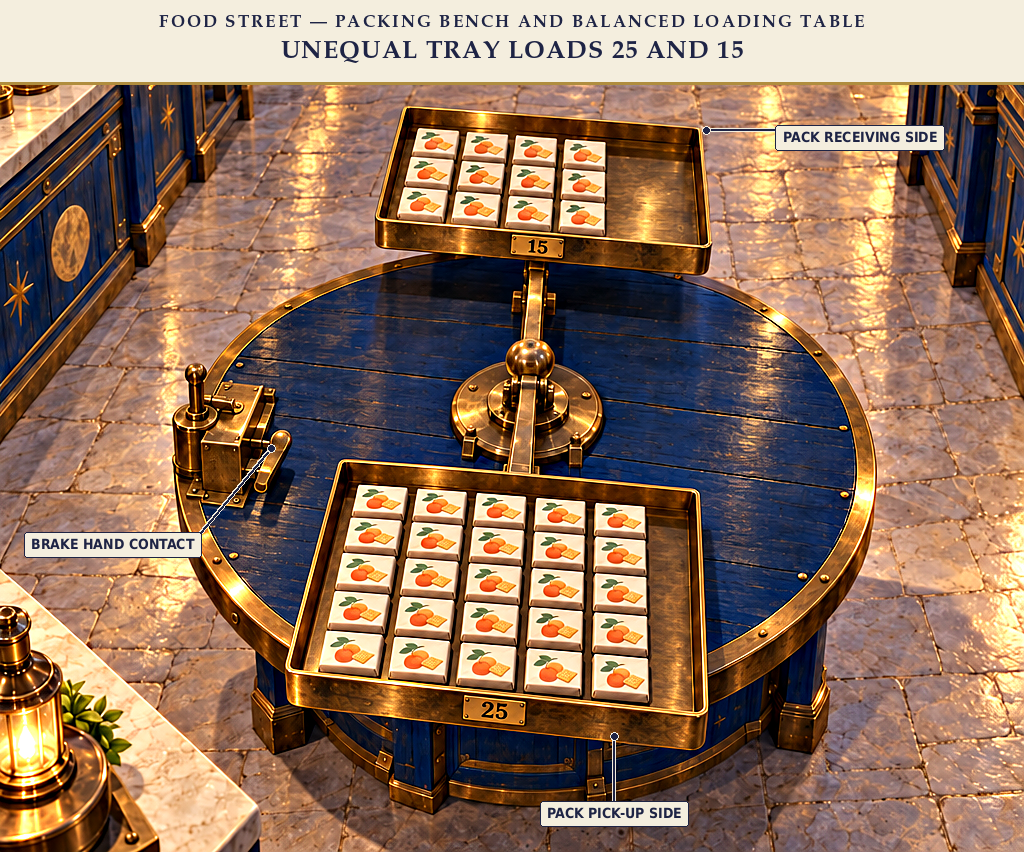 FOOD STREET — PACKING BENCH AND BALANCED LOADING TABLE
UNEQUAL TRAY LOADS 25 AND 15
PACK RECEIVING SIDE
15
BRAKE HAND CONTACT
25
PACK PICK-UP SIDE